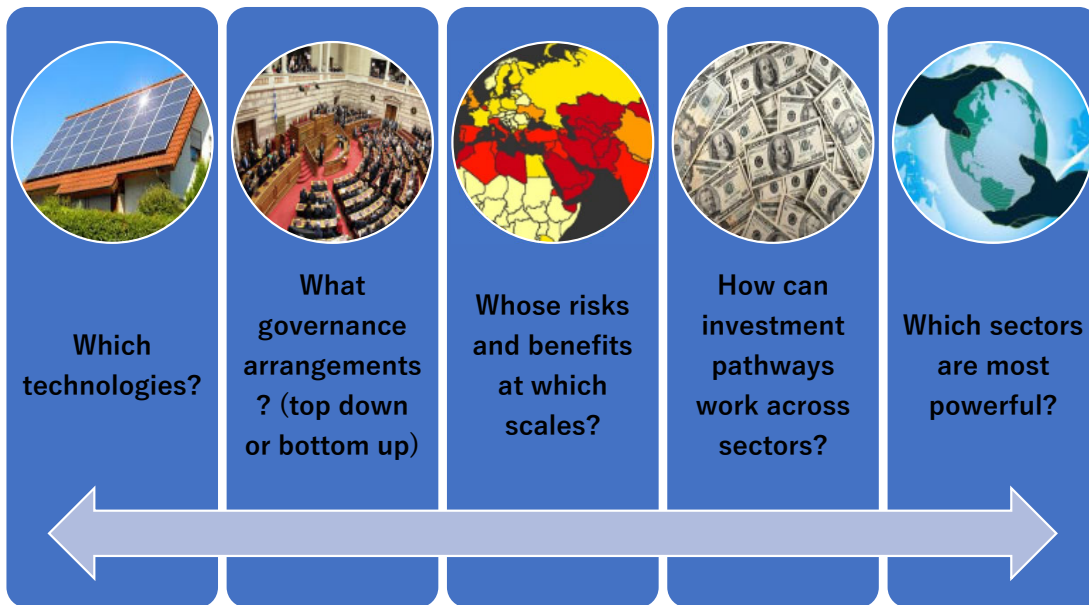 Which
technologies?
What
governance
arrangements
? (top down
or bottom up)
Whose risks
and benefits
at which
scales?
How can
investment
pathways
work across
sectors?
Which sectors
are most
powerful?